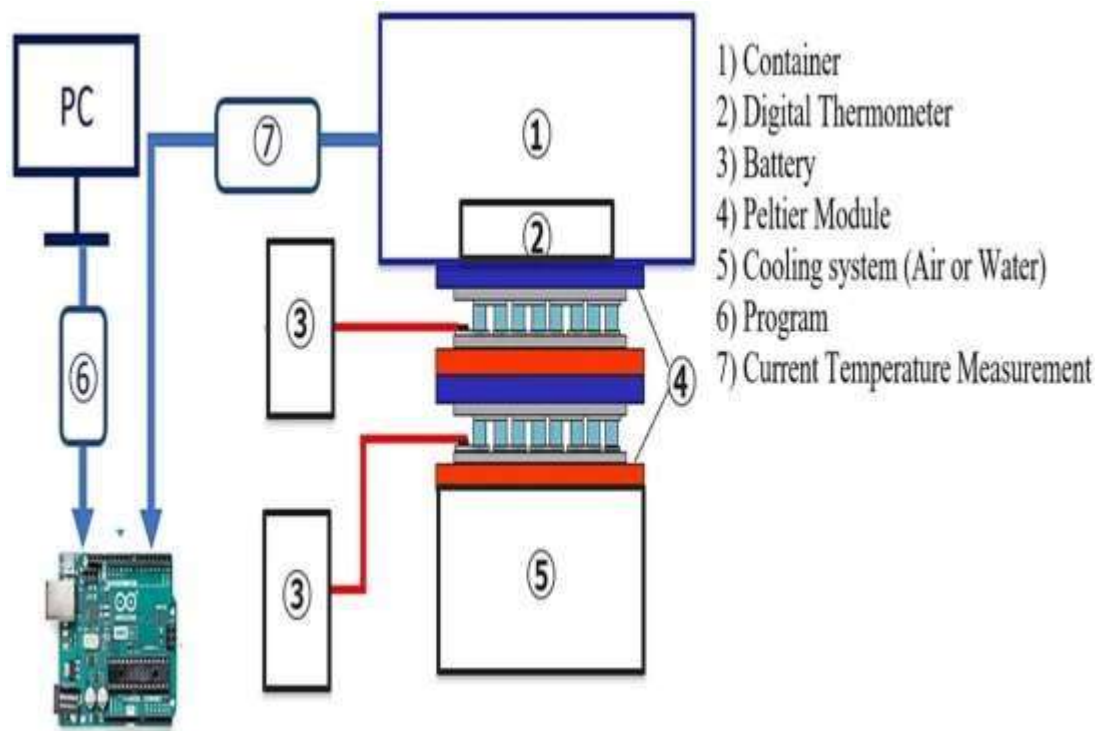 PC
⑦
①
②
③
④
⑥
③
⑤
1) Container
2) Digital Thermometer
3) Battery
4) Peltier Module
5) Cooling system (Air or Water)
6) Program
7) Current Temperature Measurement